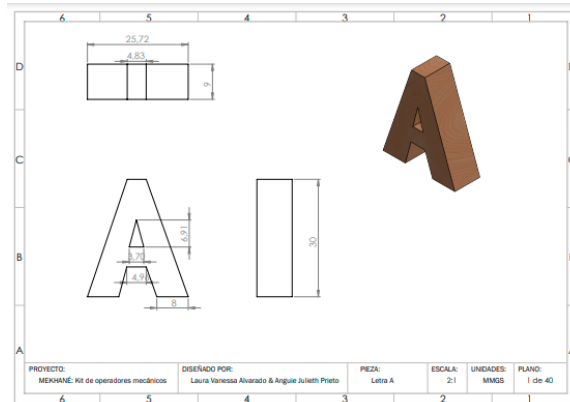 6 5 4 3 2 1
25,72
4,83
D
9
C
6,91
30
B
3,70
4,96
8
A
PROYECTO: DISEÑADO POR: PIEZA: ESCALA: UNIDADES: PLANO:
MEKHANÉ: Kit de operadores mecánicos Laura Vanessa Alvarado & Anguie Julieth Prieto Letra A 2:1 MMGS 1 de 40
6 5 4 3 2 1